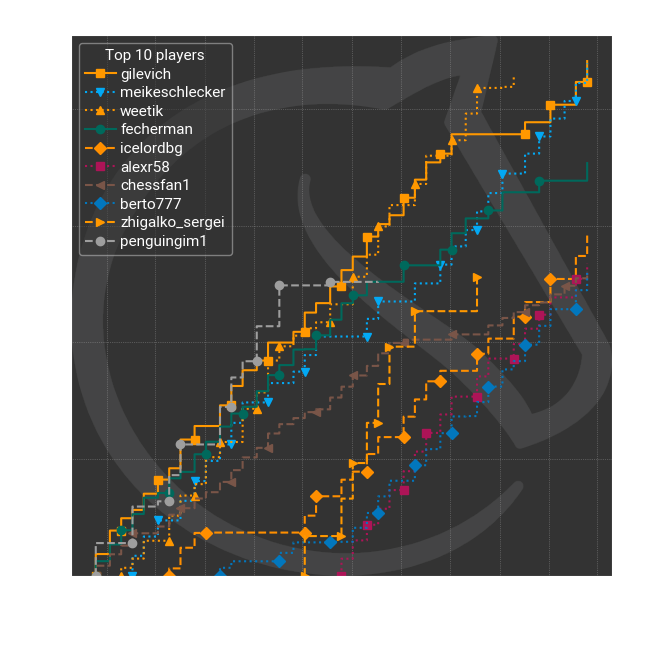 Top 10 players
gilevich
meikeschlecker
weetik
fecherman
icelordbg
alexr58
chessfan1
berto777
zhigalko_sergei
penguingim1